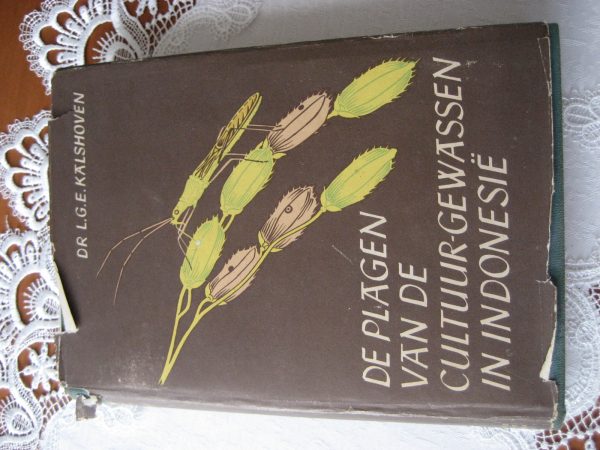 DR L.G.E. KALSHOVEN
DE PLAGEN
VAN DE
CULTUUR-GEWASSEN
IN INDONESIË